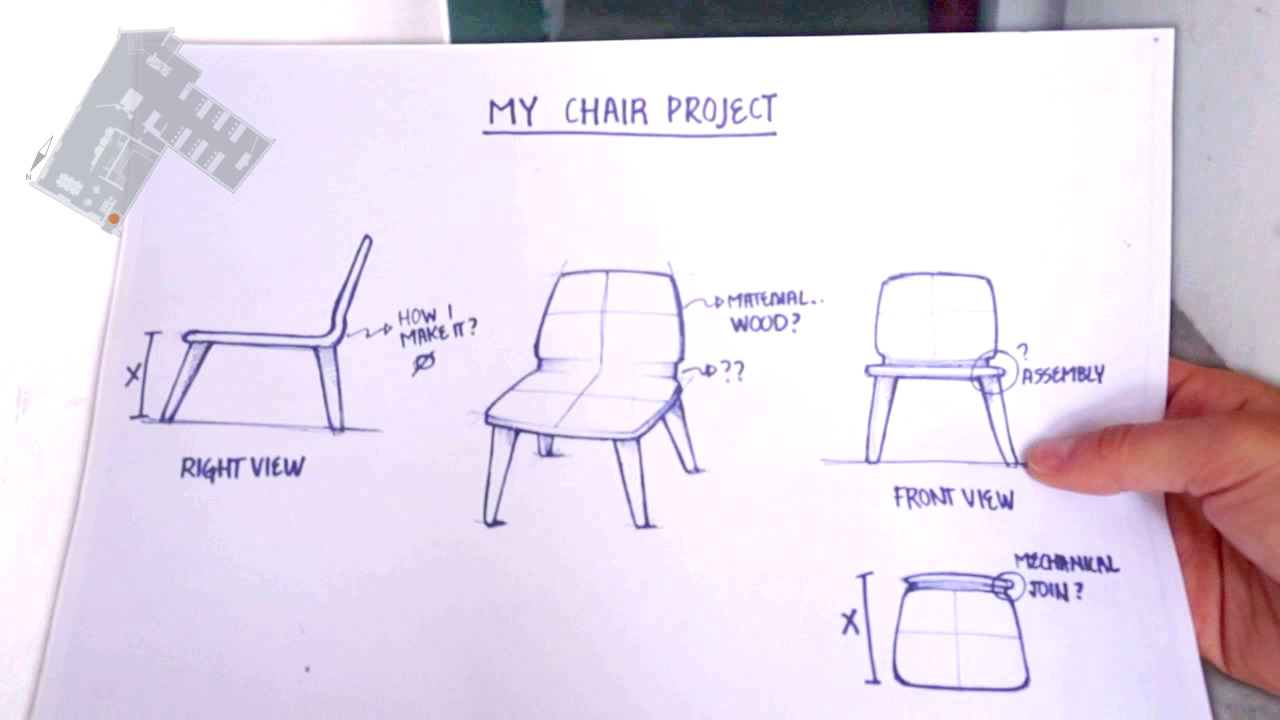 MY CHAIR PROJECT
N
HOW I
MAKE IT?
X
RIGHT VIEW
MATERIAL..
WOOD?
??
?
ASSEMBLY
FRONT VIEW
MECHANICAL
JOIN?
X